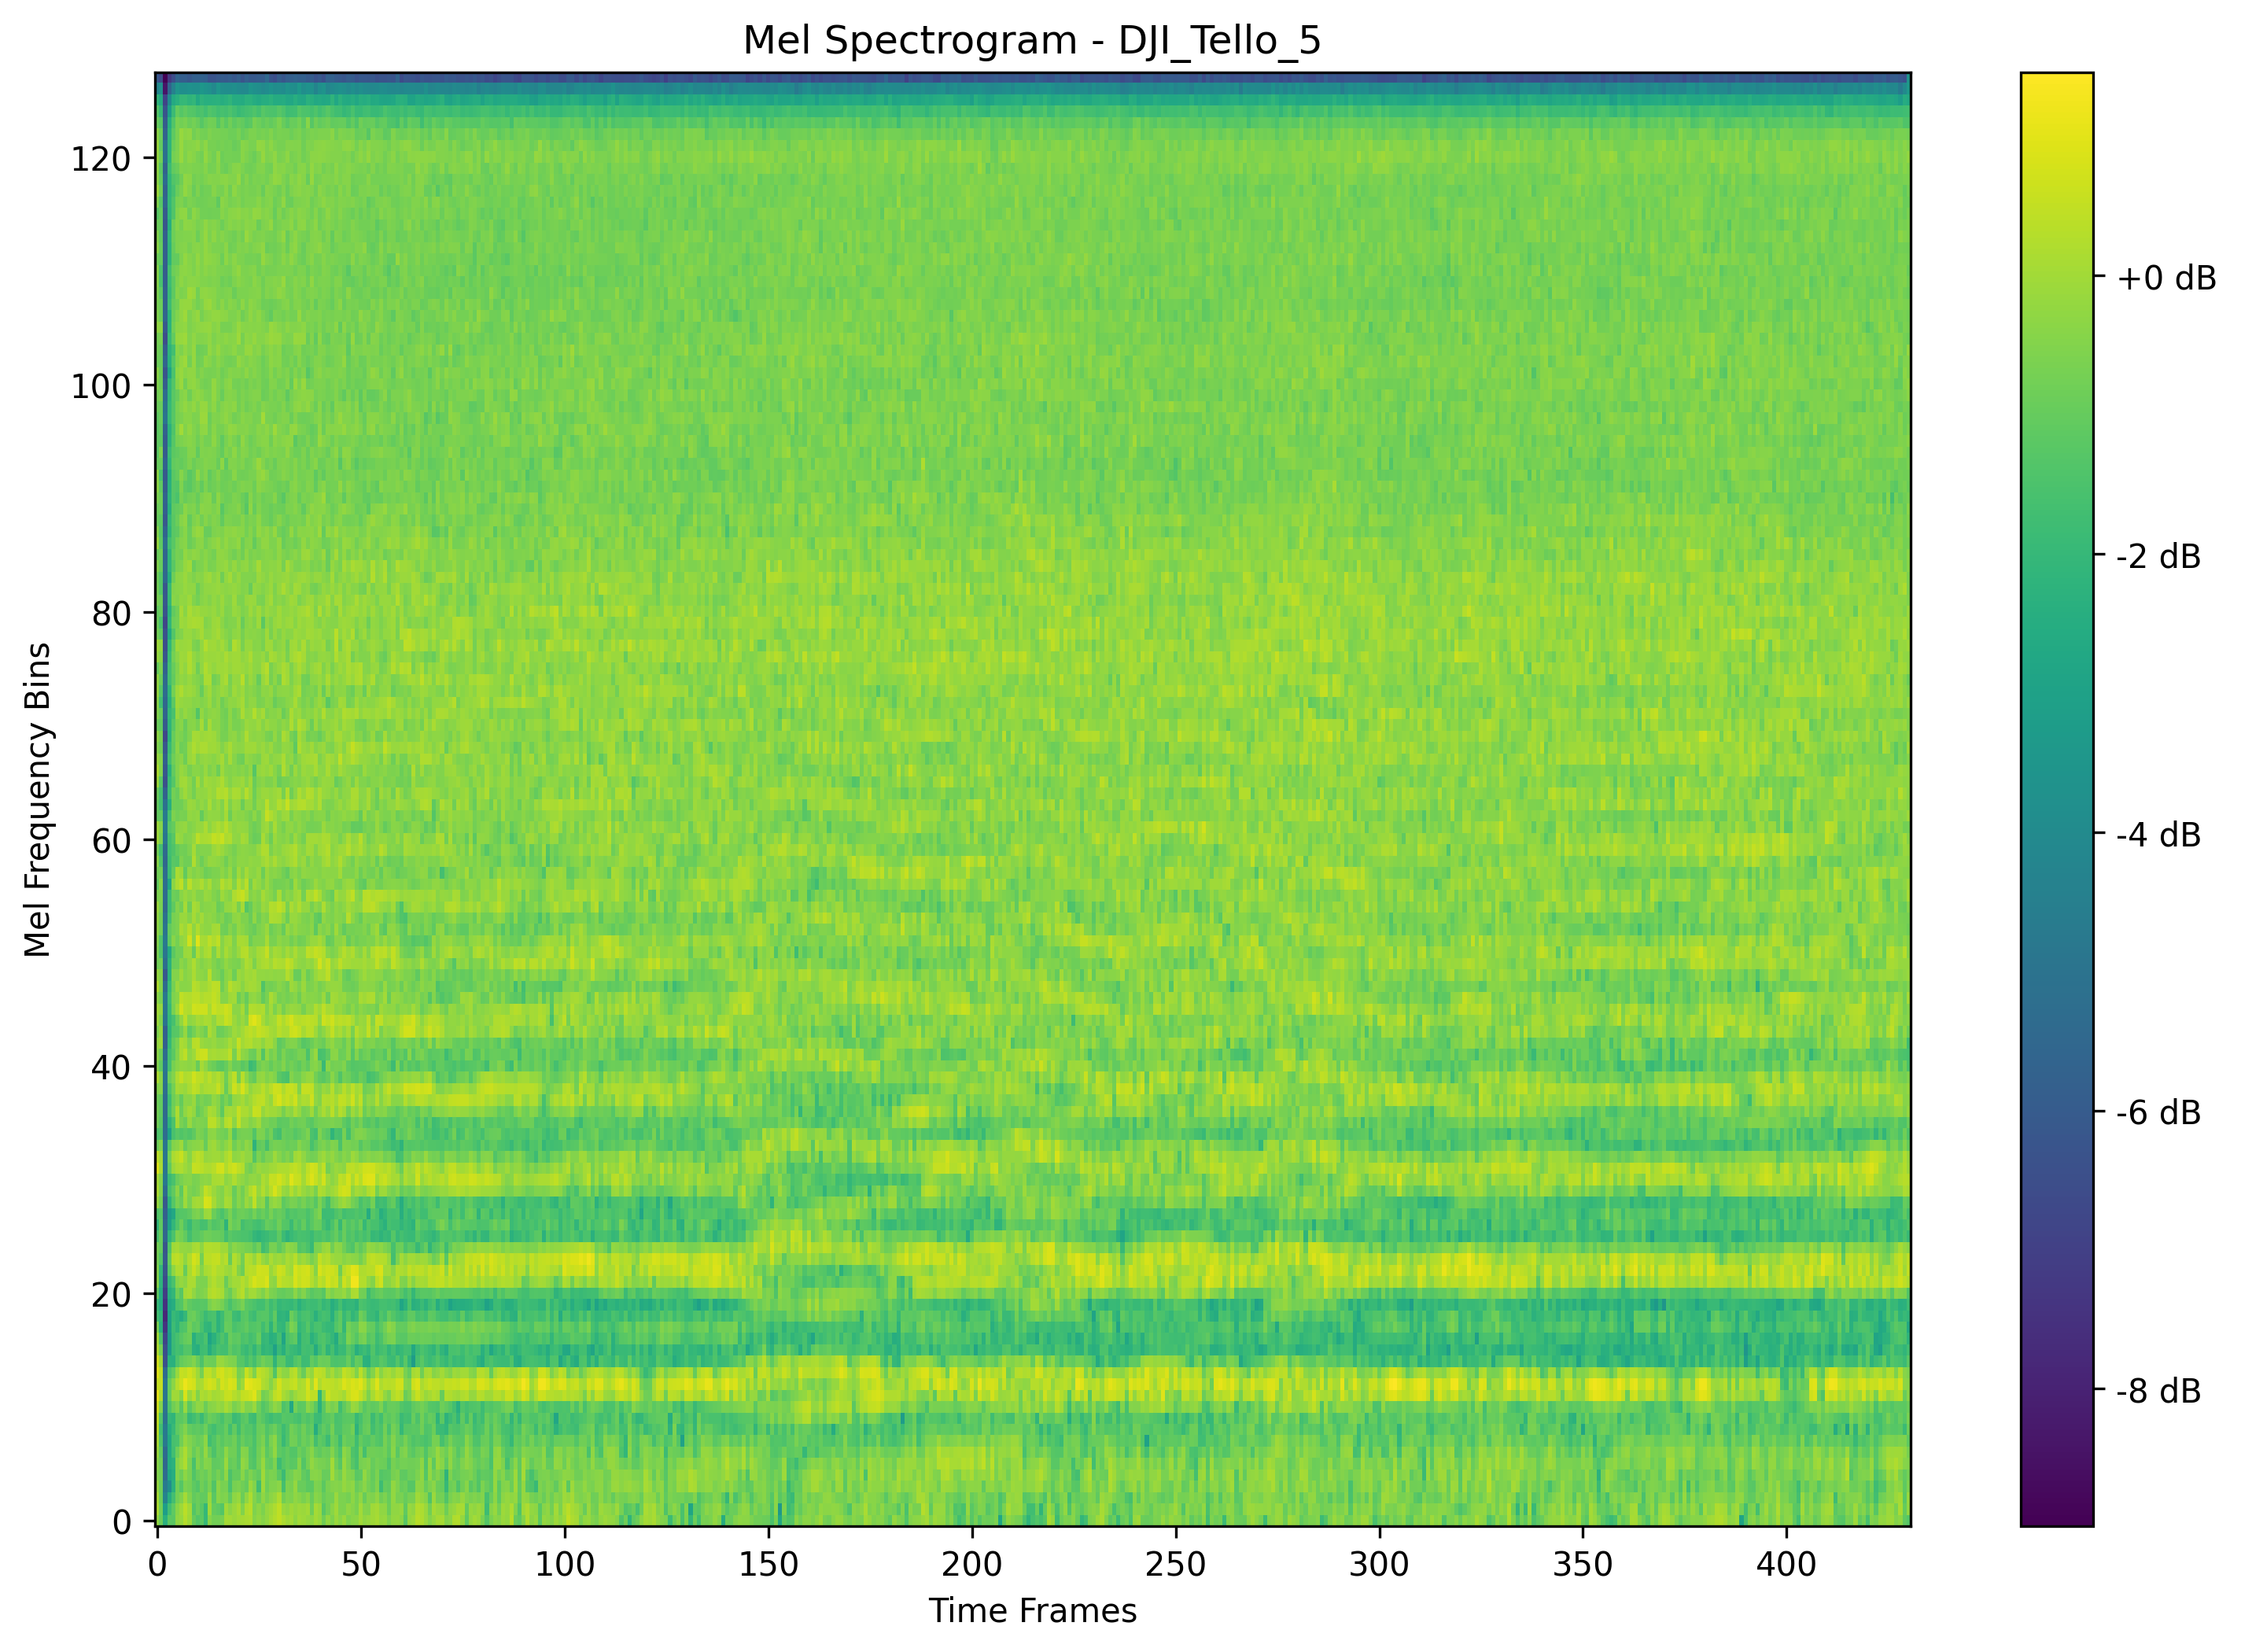 Mel Spectrogram - DJI_Tello_5
120
100
80
60
40
20
0
Mel Frequency Bins
0 50 100 150 200 250 300 350 400
Time Frames
+0 dB
-2 dB
-4 dB
-6 dB
-8 dB